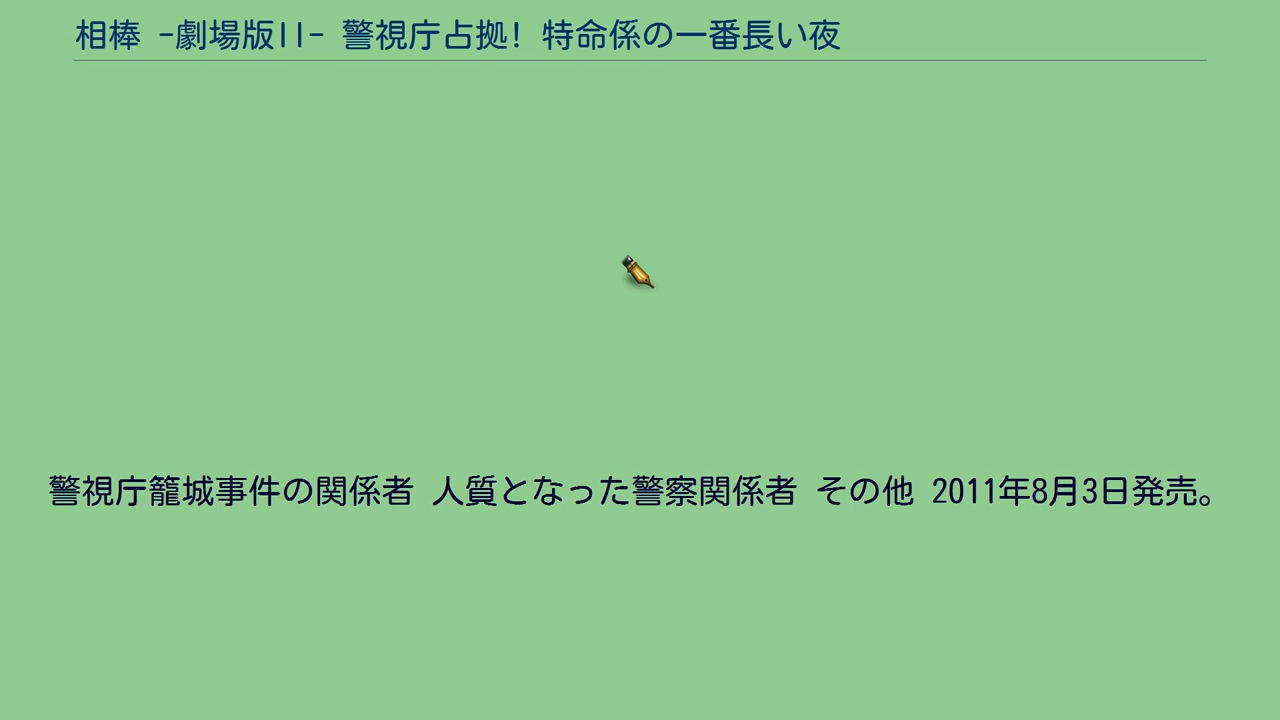 相棒 -劇場版II- 警視庁占拠! 特命係の一番長い夜
警視庁籠城事件の関係者 人質となった警察関係者 その他 2011年8月3日発売。